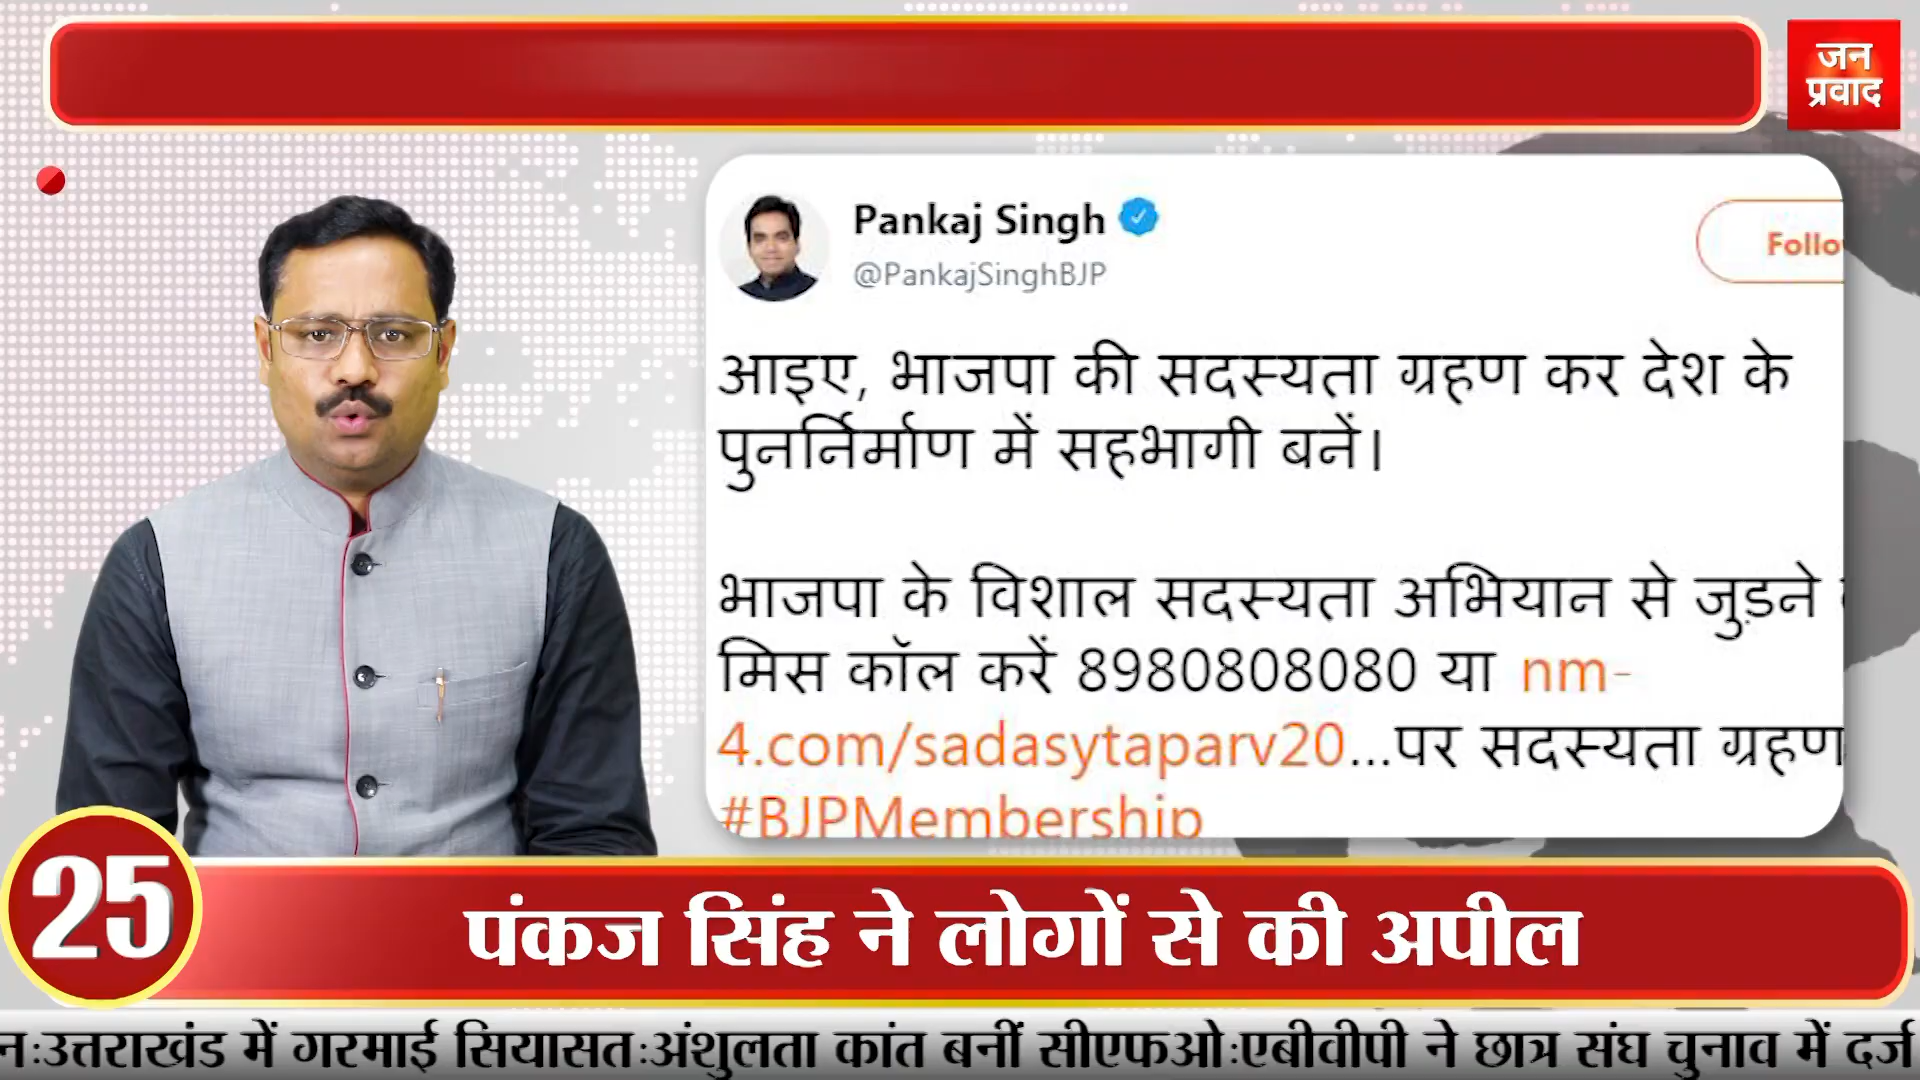 जन
प्रवाद
Pankaj Singh
@PankajSinghBJP
Follo
आइए, भाजपा की सदस्यता ग्रहण कर देश के
पुनर्निर्माण में सहभागी बनें।
भाजपा के विशाल सदस्यता अभियान से जुड़ने
मिस कॉल करें 8980808080 या nm-
4.com/sadasytaparv20...पर सदस्यता ग्रहण
#BJPMembership
25
पंकज सिंह ने लोगों से की अपील
न:उत्तराखंड में गरमाई सियासत:अंशुलता कांत बनीं सीएफओ:एबीवीपी ने छात्र संघ चुनाव में दर्ज